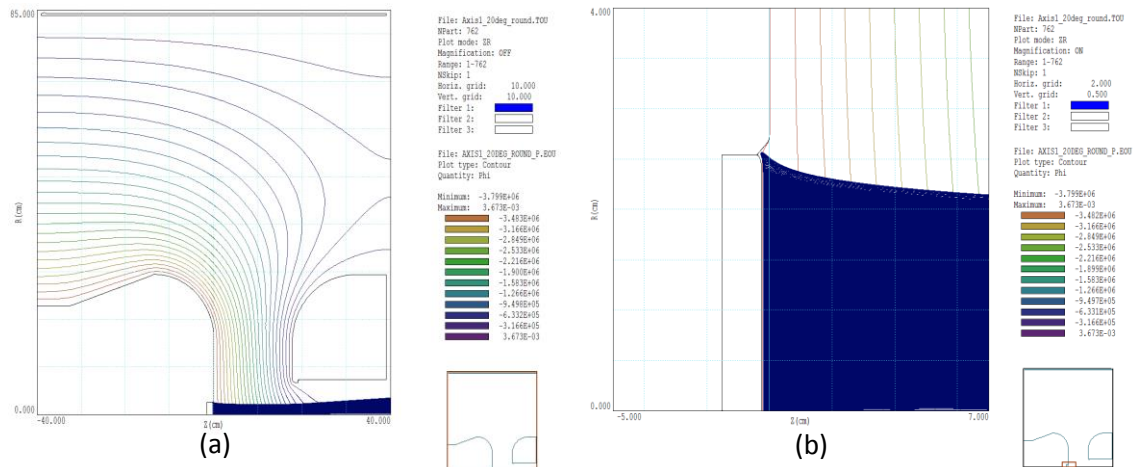 85.000
R(cm)
0.000
-40.000
Z(cm)
40.000
(a)
File: Axis1_20deg_round.TOU
NPart: 762
Plot mode: ZR
Magnification: OFF
Range: 1-762
NSkip: 1
Horiz. grid: 10.000
Vert. grid: 10.000
Filter 1:
Filter 2:
Filter 3:
File: AXIS1_20DEG_ROUND_P.EOU
Plot type: Contour
Quantity: Phi
Minimum: -3.799E+06
Maximum: 3.673E-03
-3.483E+06
-3.166E+06
-2.849E+06
-2.533E+06
-2.216E+06
-1.900E+06
-1.583E+06
-1.266E+06
-9.498E+05
-6.332E+05
-3.166E+05
3.673E-03
4.000
R(cm)
0.000
-5.000
Z(cm)
7.000
(b)
File: Axis1_20deg_round.TOU
NPart: 762
Plot mode: ZR
Magnification: ON
Range: 1-762
NSkip: 1
Horiz. grid: 2.000
Vert. grid: 0.500
Filter 1:
Filter 2:
Filter 3:
File: AXIS1_20DEG_ROUND_P.EOU
Plot type: Contour
Quantity: Phi
Minimum: -3.799E+06
Maximum: 3.673E-03
-3.482E+06
-3.166E+06
-2.849E+06
-2.533E+06
-2.216E+06
-1.899E+06
-1.583E+06
-1.266E+06
-9.497E+05
-6.331E+05
-3.166E+05
3.673E-03